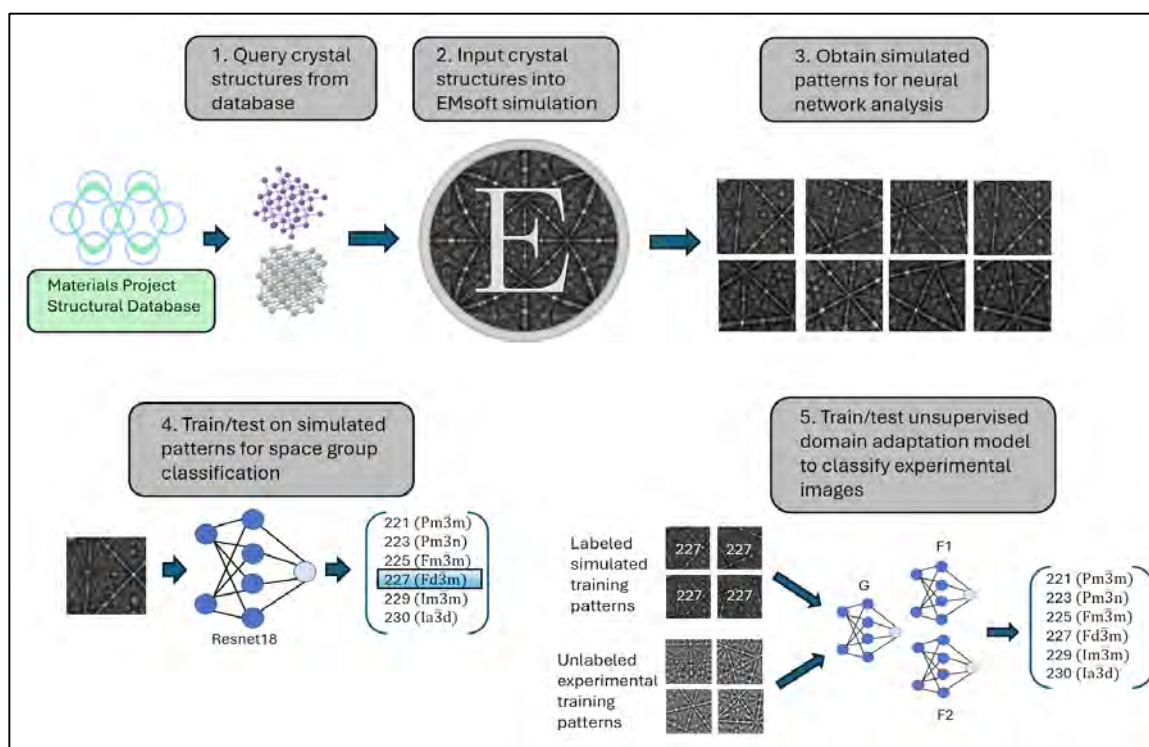 1. Query crystal
structures from
database
2. Input crystal
structures into
EMsoft simulation
3. Obtain simulated
patterns for neural
network analysis
E
Materials Project
Structural Database
4. Train/test on simulated
patterns for space group
classification
5. Train/test unsupervised
domain adaptation model
to classify experimental
images
221 (Pm3̄m)
223 (Pm3̄n)
225 (Fm3̄m)
227 (Fd3̄m)
229 (Im3̄m)
230 (Ia3̄d)
Resnet18
Labeled
simulated
training
patterns
227 227
227 227
Unlabeled
experimental
training
patterns
G
F1
F2
221 (Pm3̄m)
223 (Pm3̄n)
225 (Fm3̄m)
227 (Fd3̄m)
229 (Im3̄m)
230 (Ia3̄d)